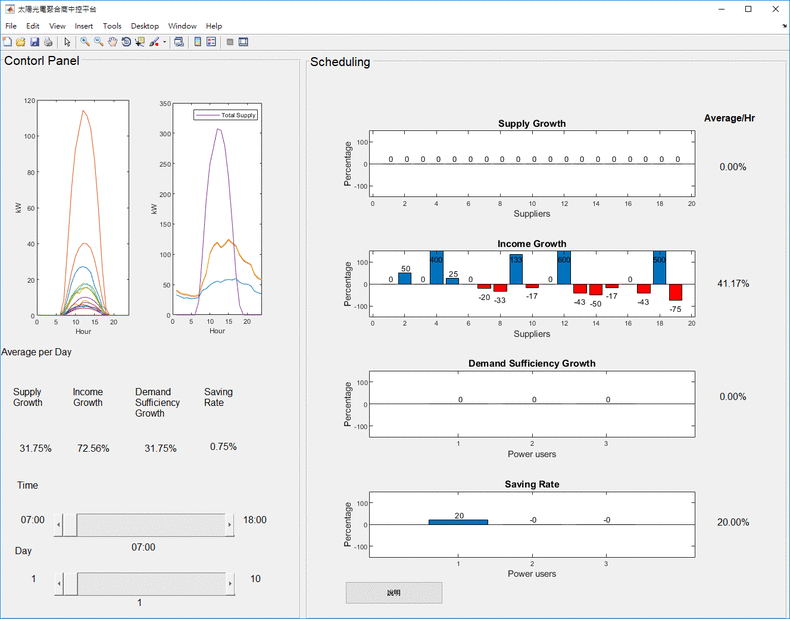 太陽光電聚合商中控平台
File Edit View Insert Tools Desktop Window Help
Contorl Panel
120
100
80
60
40
20
0
kW
0 5 10 15 20
Hour
350
300
250
200
150
100
50
0
kW
Total Supply
0 5 10 15 20
Hour
Average per Day
Supply Growth
Income Growth
Demand Sufficiency Growth
Saving Rate
31.75% 72.56% 31.75% 0.75%
Time
07:00 18:00
07:00
Day
1 10
1
Scheduling
Average/Hr
Supply Growth
Percentage
100
0
-100
0 0 0 0 0 0 0 0 0 0 0 0 0 0 0 0 0 0 0
0 2 4 6 8 10 12 14 16 18 20
Suppliers
0.00%
Income Growth
Percentage
100
0
-100
0 50 0 400 25 0 -20 -33 133 -17 0 600 -43 -50 -17 0 -43 500 -75
0 2 4 6 8 10 12 14 16 18 20
Suppliers
41.17%
Demand Sufficiency Growth
Percentage
100
0
-100
0 0 0
1 2 3
Power users
0.00%
Saving Rate
Percentage
100
0
-100
20 -0 -0
1 2 3
Power users
20.00%
說明